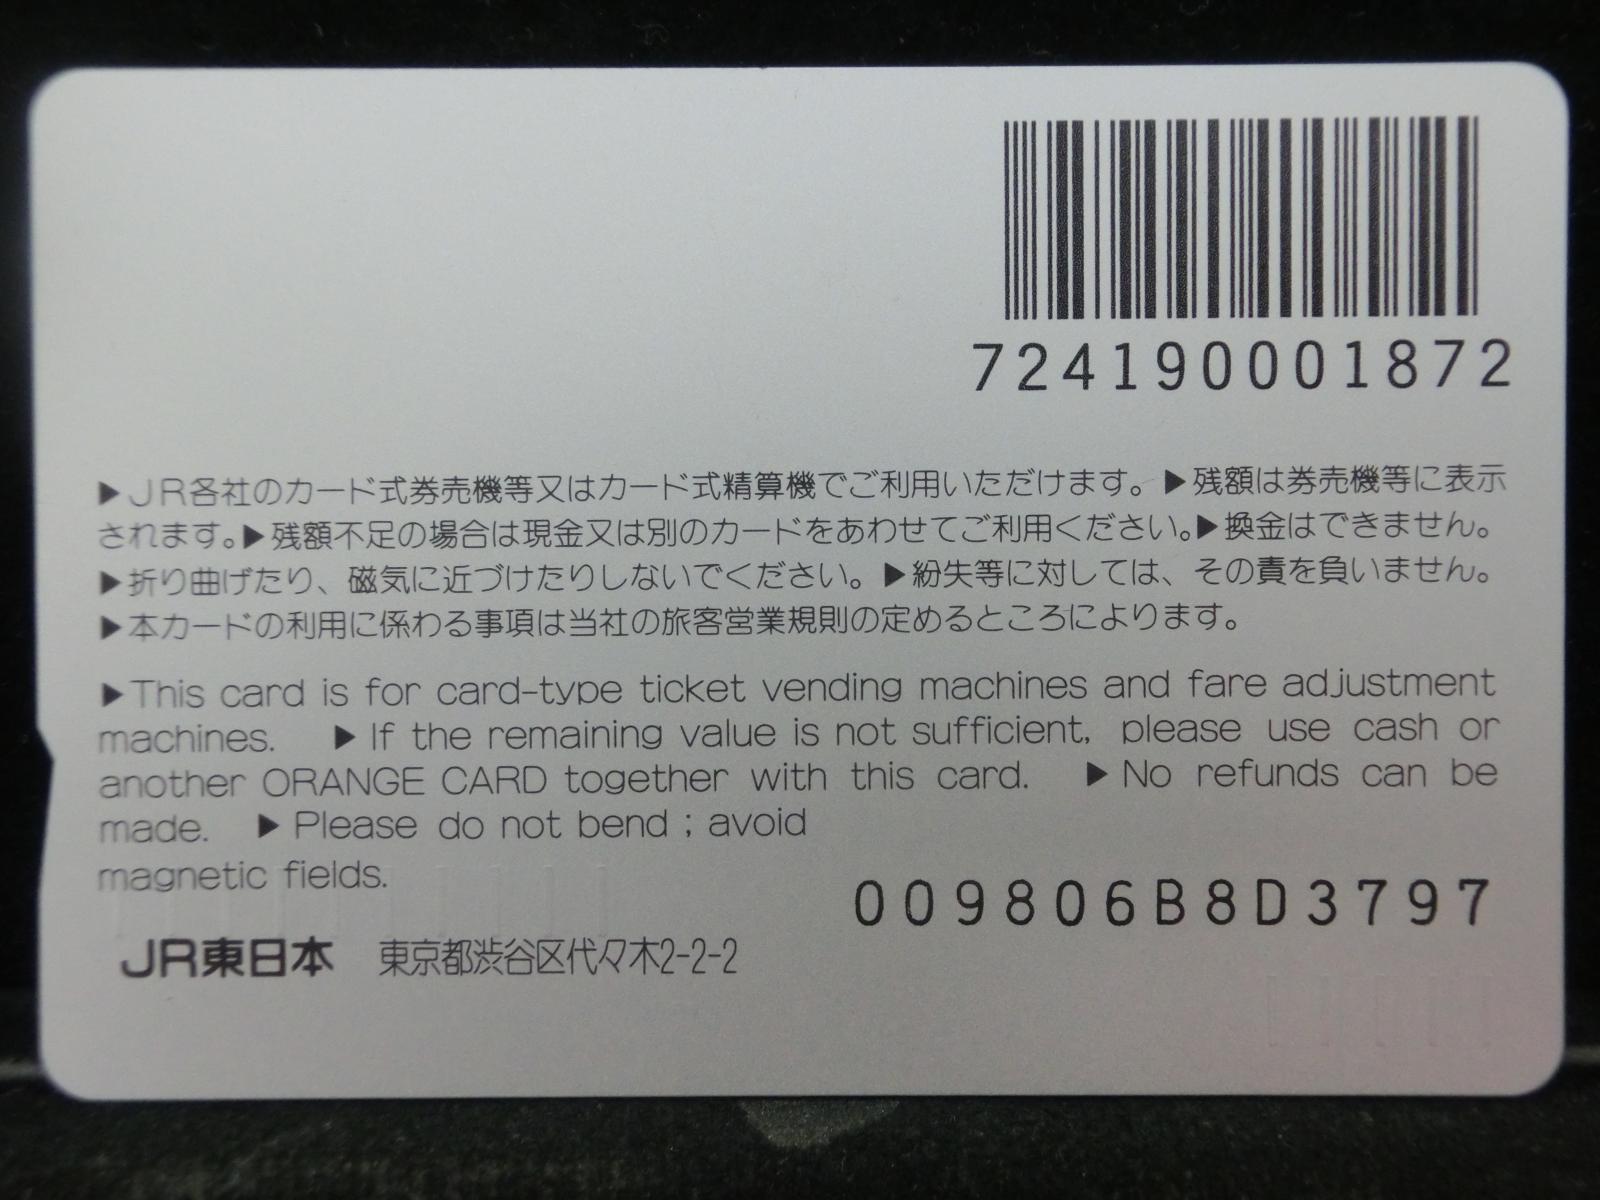 724190001872
▶JR各社のカード式券売機等又はカード式精算機でご利用いただけます。▶残額は券売機等に表示
されます。▶残額不足の場合は現金又は別のカードをあわせてご利用ください。▶換金はできません。
▶折り曲げたり、磁気に近づけたりしないでください。▶紛失等に対しては、その責を負いません。
▶本カードの利用に係わる事項は当社の旅客営業規則の定めるところによります。
▶This card is for card-type ticket vending machines and fare adjustment
machines. ▶If the remaining value is not sufficient, please use cash or
another ORANGE CARD together with this card. ▶No refunds can be
made. ▶Please do not bend ; avoid
magnetic fields.
009806B8D3797
JR東日本 東京都渋谷区代々木2-2-2